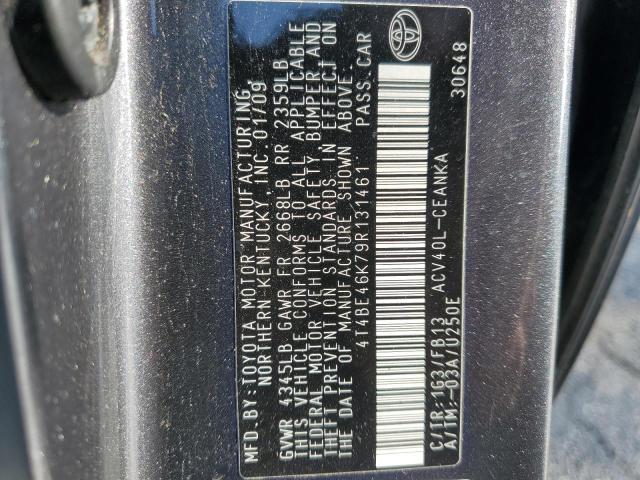 MFD.BY:TOYOTA MOTOR MANUFACTURING,
NORTHERN KENTUCKY, INC. 01/09
GVWR 4345LB GAWR FR 2668LB RR 2359LB
THIS VEHICLE CONFORMS TO ALL APPLICABLE
FEDERAL MOTOR VEHICLE SAFETY, BUMPER AND
THEFT PREVENTION STANDARDS IN EFFECT ON
THE DATE OF MANUFACTURE SHOWN ABOVE.
4T4BE46K79R131461 PASS CAR
C/TR:1G3/FB13 ACV40L-CEANKA
A/TM:-03A/U250E 30648